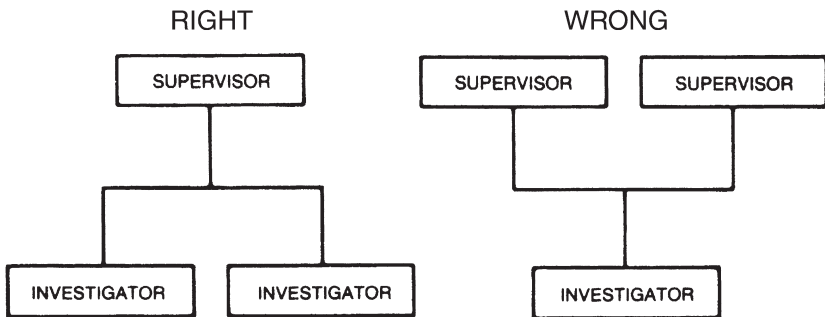 RIGHT
WRONG
SUPERVISOR
SUPERVISOR
SUPERVISOR
INVESTIGATOR
INVESTIGATOR
INVESTIGATOR